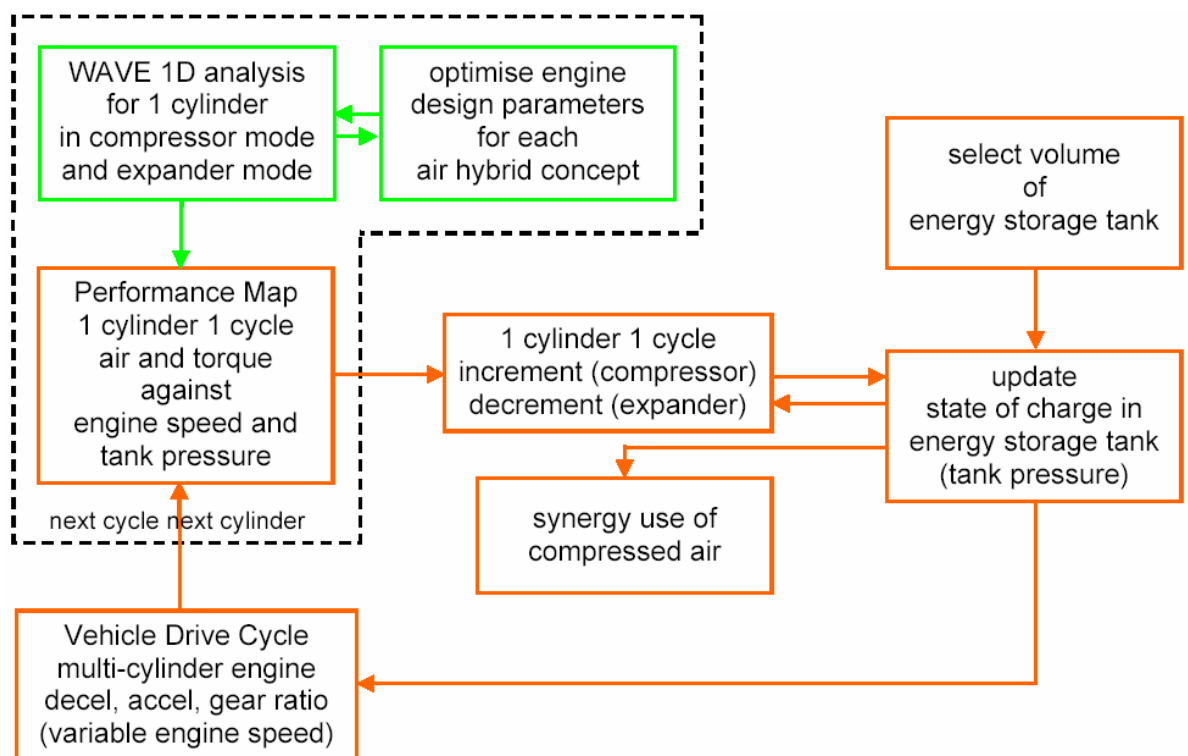 WAVE 1D analysis
for 1 cylinder
in compressor mode
and expander mode
optimise engine
design parameters
for each
air hybrid concept
select volume
of
energy storage tank
Performance Map
1 cylinder 1 cycle
air and torque
against
engine speed and
tank pressure
1 cylinder 1 cycle
increment (compressor)
decrement (expander)
update
state of charge in
energy storage tank
(tank pressure)
synergy use of
compressed air
next cycle next cylinder
Vehicle Drive Cycle
multi-cylinder engine
decel, accel, gear ratio
(variable engine speed)